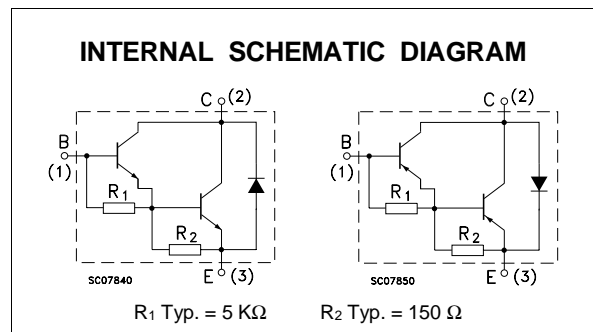 INTERNAL SCHEMATIC DIAGRAM
C (2)
C (2)
B
(1)
B
(1)
R1
R1
R2
R2
SC07840
E (3)
SC07850
E (3)
R1 Typ. = 5 KΩ R2 Typ. = 150 Ω